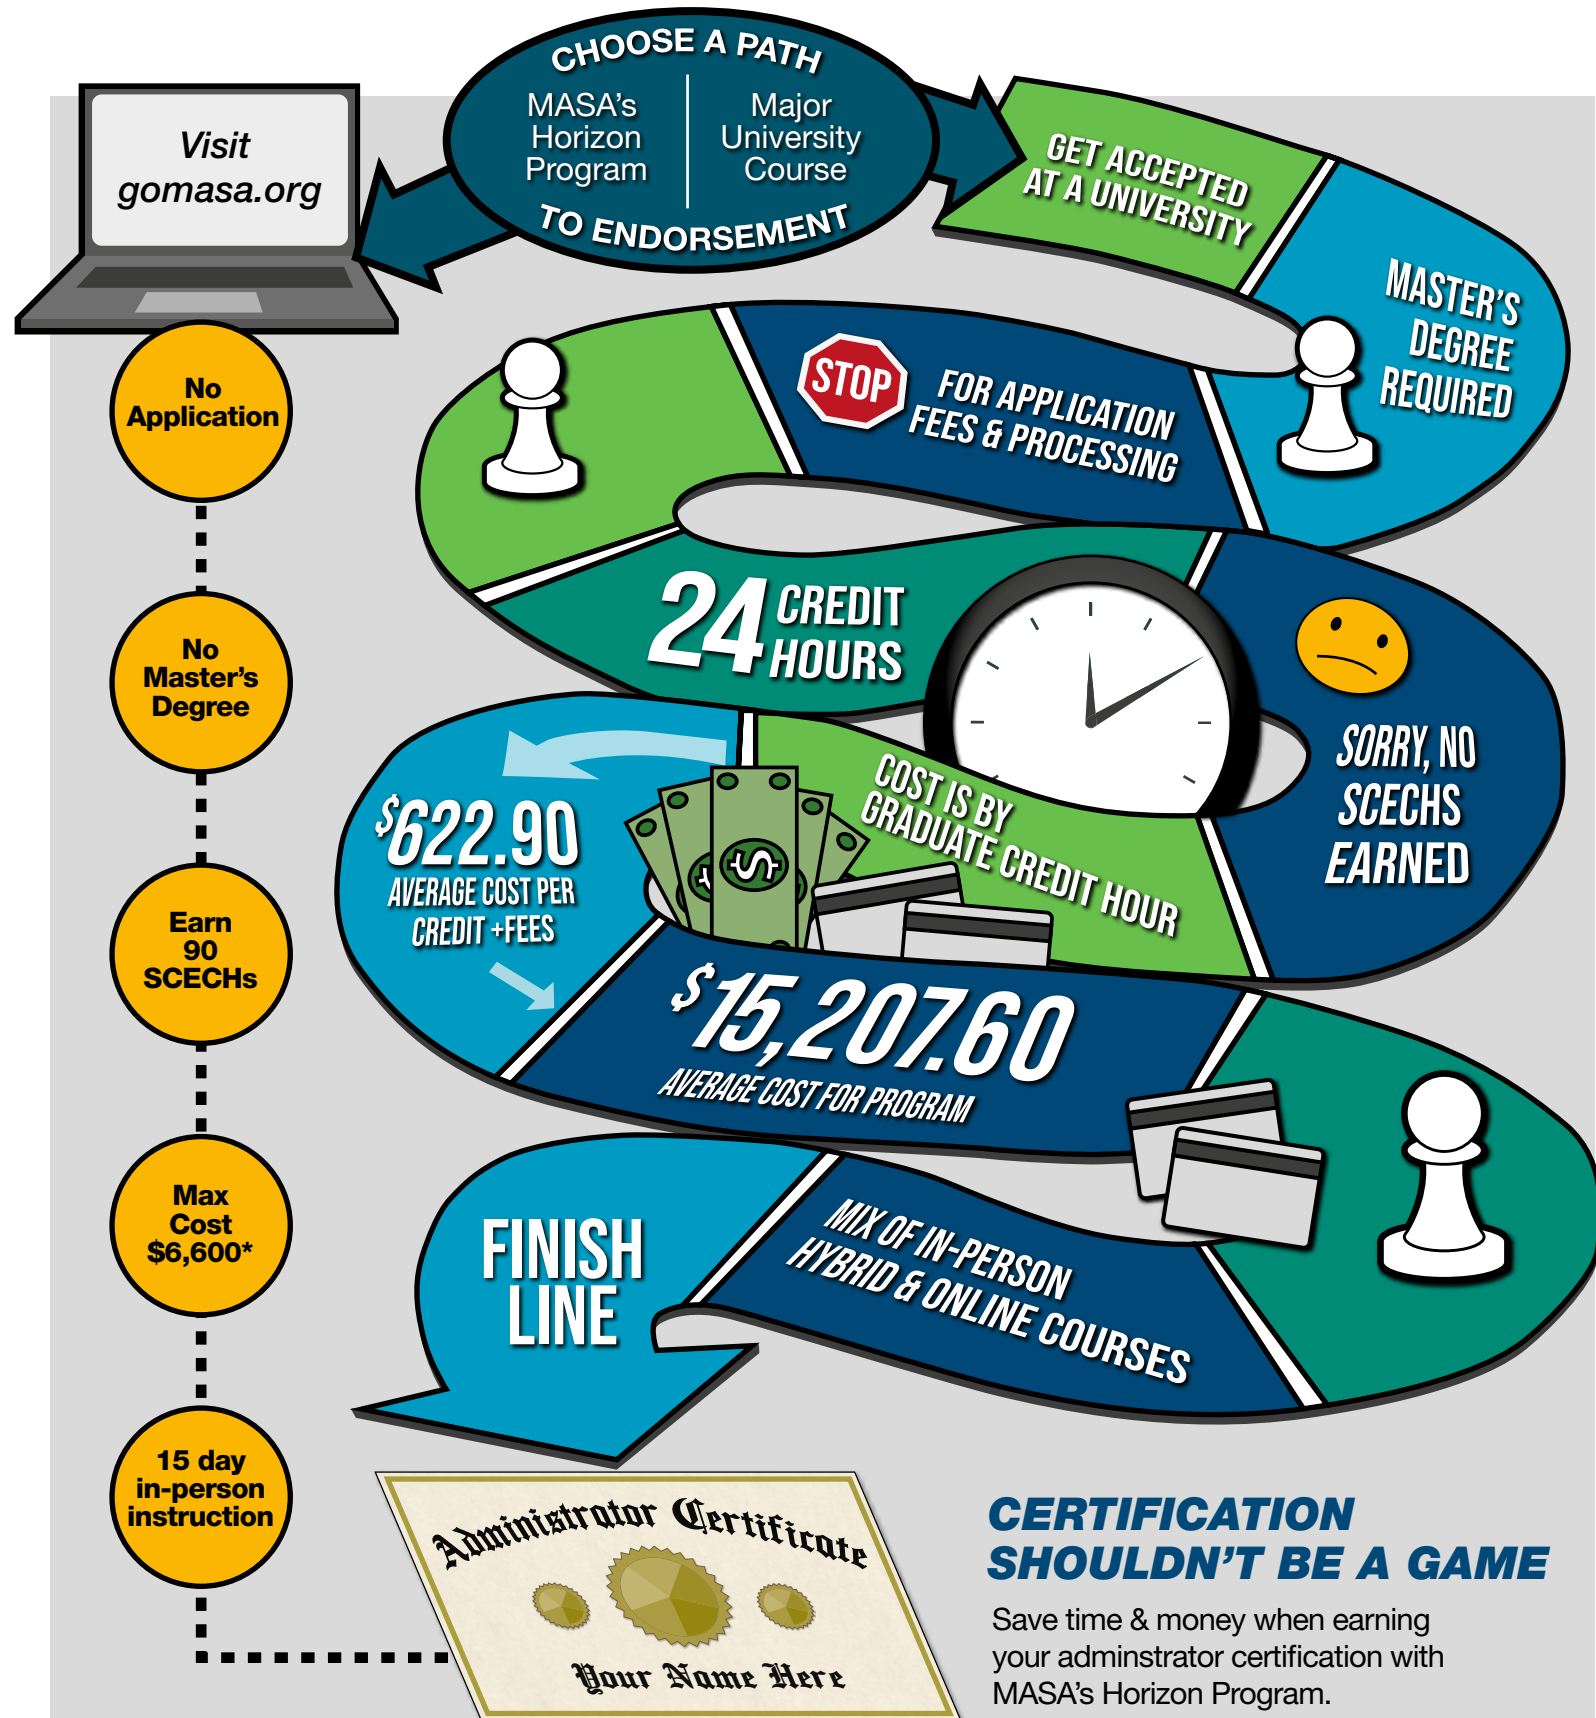 CHOOSE A PATH
MASA's
Horizon
Program
Major
University
Course
TO ENDORSEMENT
Visit
gomasa.org
No
Application
No
Master's
Degree
Earn
90
SCECHs
Max
Cost
$6,600*
15 day
in-person
instruction
GET ACCEPTED
AT A UNIVERSITY
MASTER'S
DEGREE
REQUIRED
STOP
FOR APPLICATION
FEES & PROCESSING
24 CREDIT
HOURS
SORRY, NO
SCECHS
EARNED
COST IS BY
GRADUATE CREDIT HOUR
$622.90
AVERAGE COST PER
CREDIT +FEES
$
$15,207.60
AVERAGE COST FOR PROGRAM
MIX OF IN-PERSON
HYBRID & ONLINE COURSES
FINISH
LINE
Administrator Certificate
Your Name Here
CERTIFICATION
SHOULDN'T BE A GAME
Save time & money when earning
your adminstrator certification with
MASA's Horizon Program.